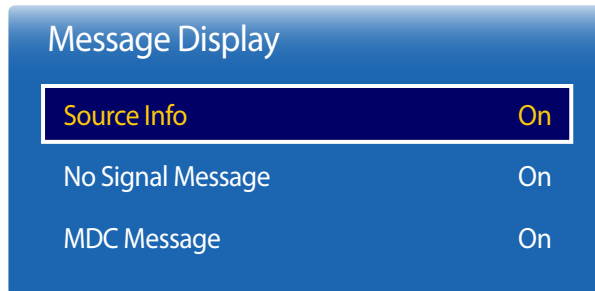 Message Display
Source Info On
No Signal Message On
MDC Message On